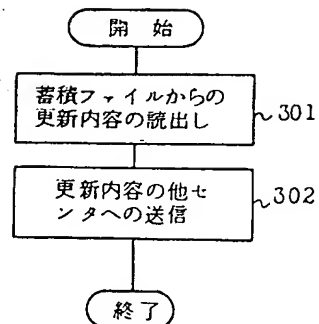 開 始
蓄積ファイルからの
更新内容の読出し
301
更新内容の他セ
ンタへの送信
302
終了